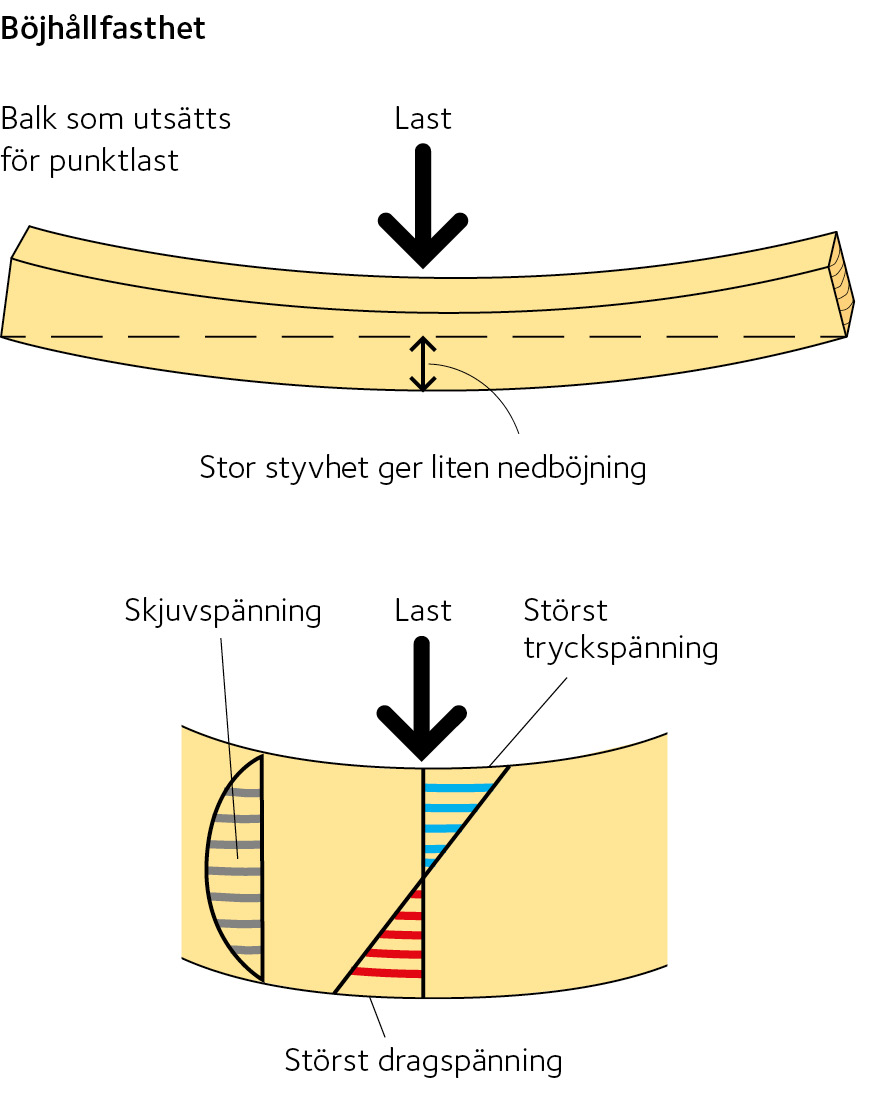 Böjhållfasthet
Balk som utsätts
för punktlast
Last
Stor styvhet ger liten nedböjning
Skjuvspänning
Last
Störst
tryckspänning
Störst dragspänning